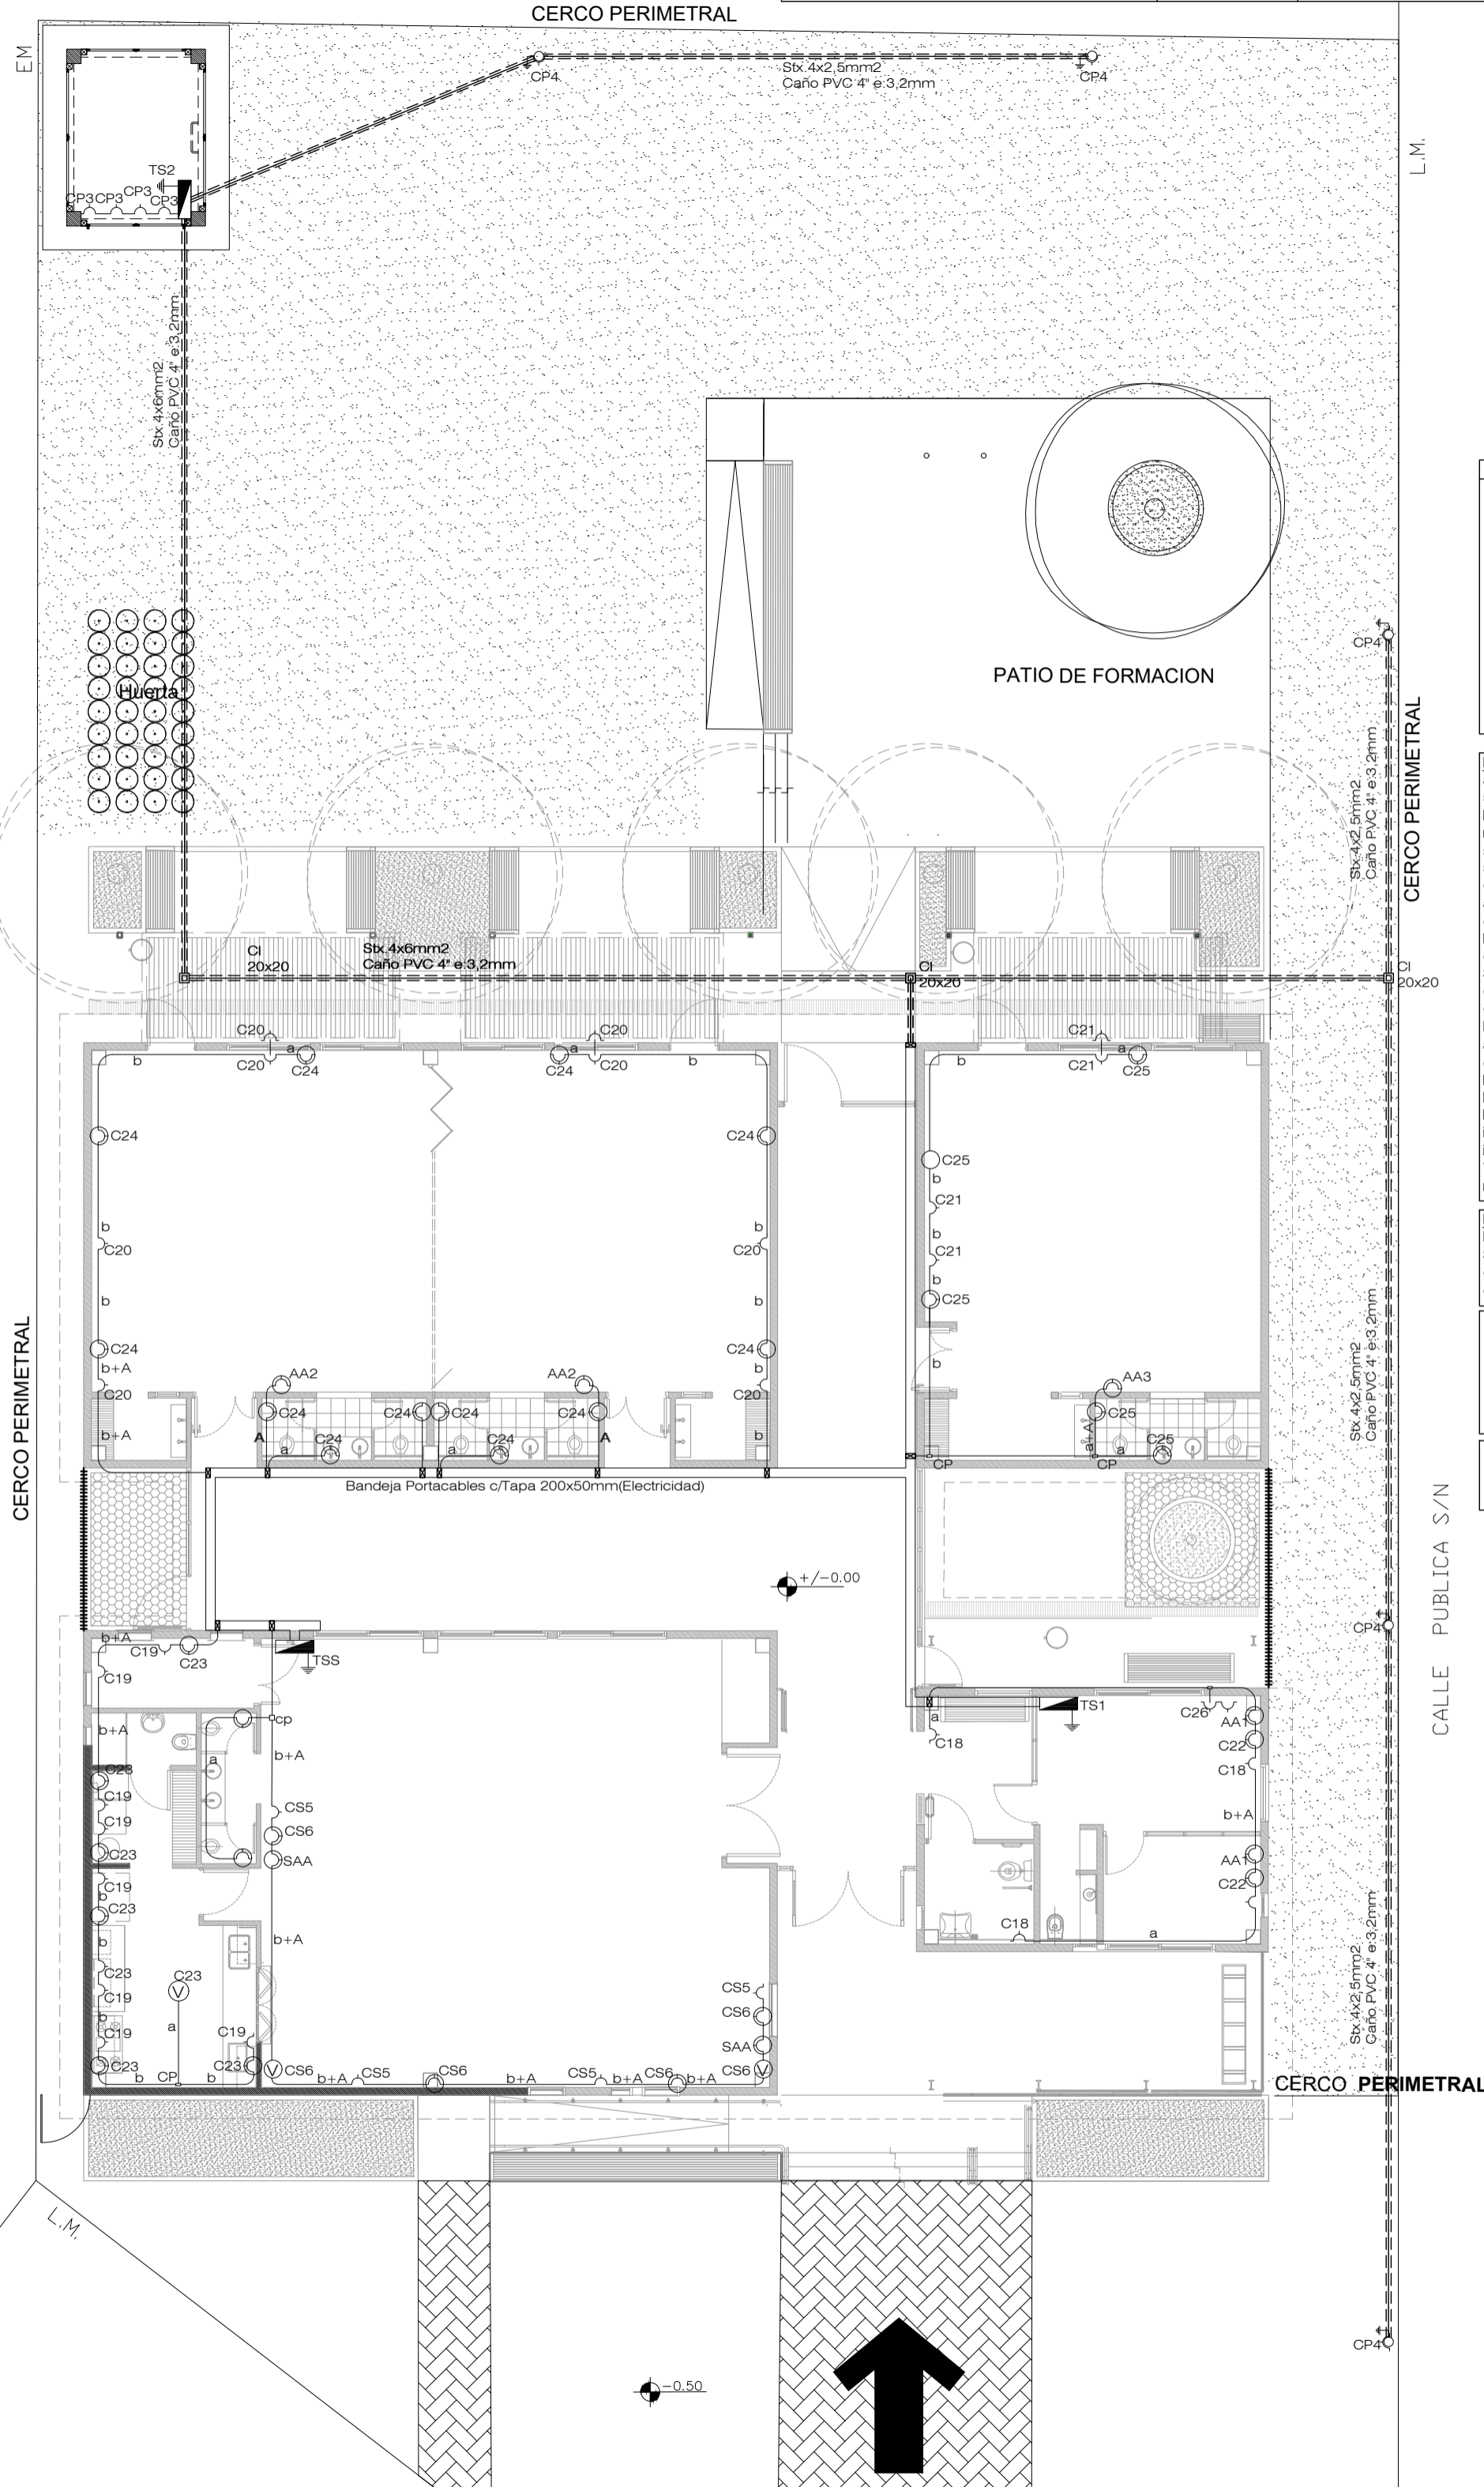 CERCO PERIMETRAL
EM
CP4
Stx.4x2,5mm2
Caño PVC 4" e:3,2mm
CP4
L.M.
TS2
CP3
CP3
CP3
CP3
Stx.4x6mm2
Caño PVC 4" e:3,2mm
Huerta
PATIO DE FORMACION
CP4
CERCO PERIMETRAL
Stx.4x2,5mm2
Caño PVC 4" e:3,2mm
CI
20x20
Stx.4x6mm2
Caño PVC 4" e:3,2mm
CI
20x20
CI
20x20
C20
C20
C21
b
C20
a
C24
C24
a
C20
b
b
C21
a
C25
C24
C24
C25
b
C21
b
b
b
C20
C20
C21
b
b
b
C25
C24
C24
b+A
b
b
AA2
AA2
AA3
C20
C20
C24
C24
C24
C24
C25
b+A
A
a
C24
a
C24
A
b
a+A
a
C25
CP
CP
Stx.4x2,5mm2
Caño PVC 4" e:3,2mm
CERCO PERIMETRAL
Bandeja Portacables c/Tapa 200x50mm(Electricidad)
CALLE PUBLICA S/N
+/-0.00
CP4
b+A
C19
C23
TSS
C19
TS1
C26
AA1
a
C18
C22
C18
cp
b+A
a
b+A
C23
C19
C19
CS5
CS6
SAA
b+A
C23
AA1
C22
C19
b
C23
b+A
b
C18
a
C23
C19
C23
CS5
CS6
b
C19
a
C19
SAA
C23
b
CP
b
C23
CS6
b+A
CS5
CS6
b+A
CS5
b+A
CS6
b+A
CS6
Stx.4x2,5mm2
Caño PVC 4" e:3,2mm
CERCO PERIMETRAL
L.M.
CP4
-0.50